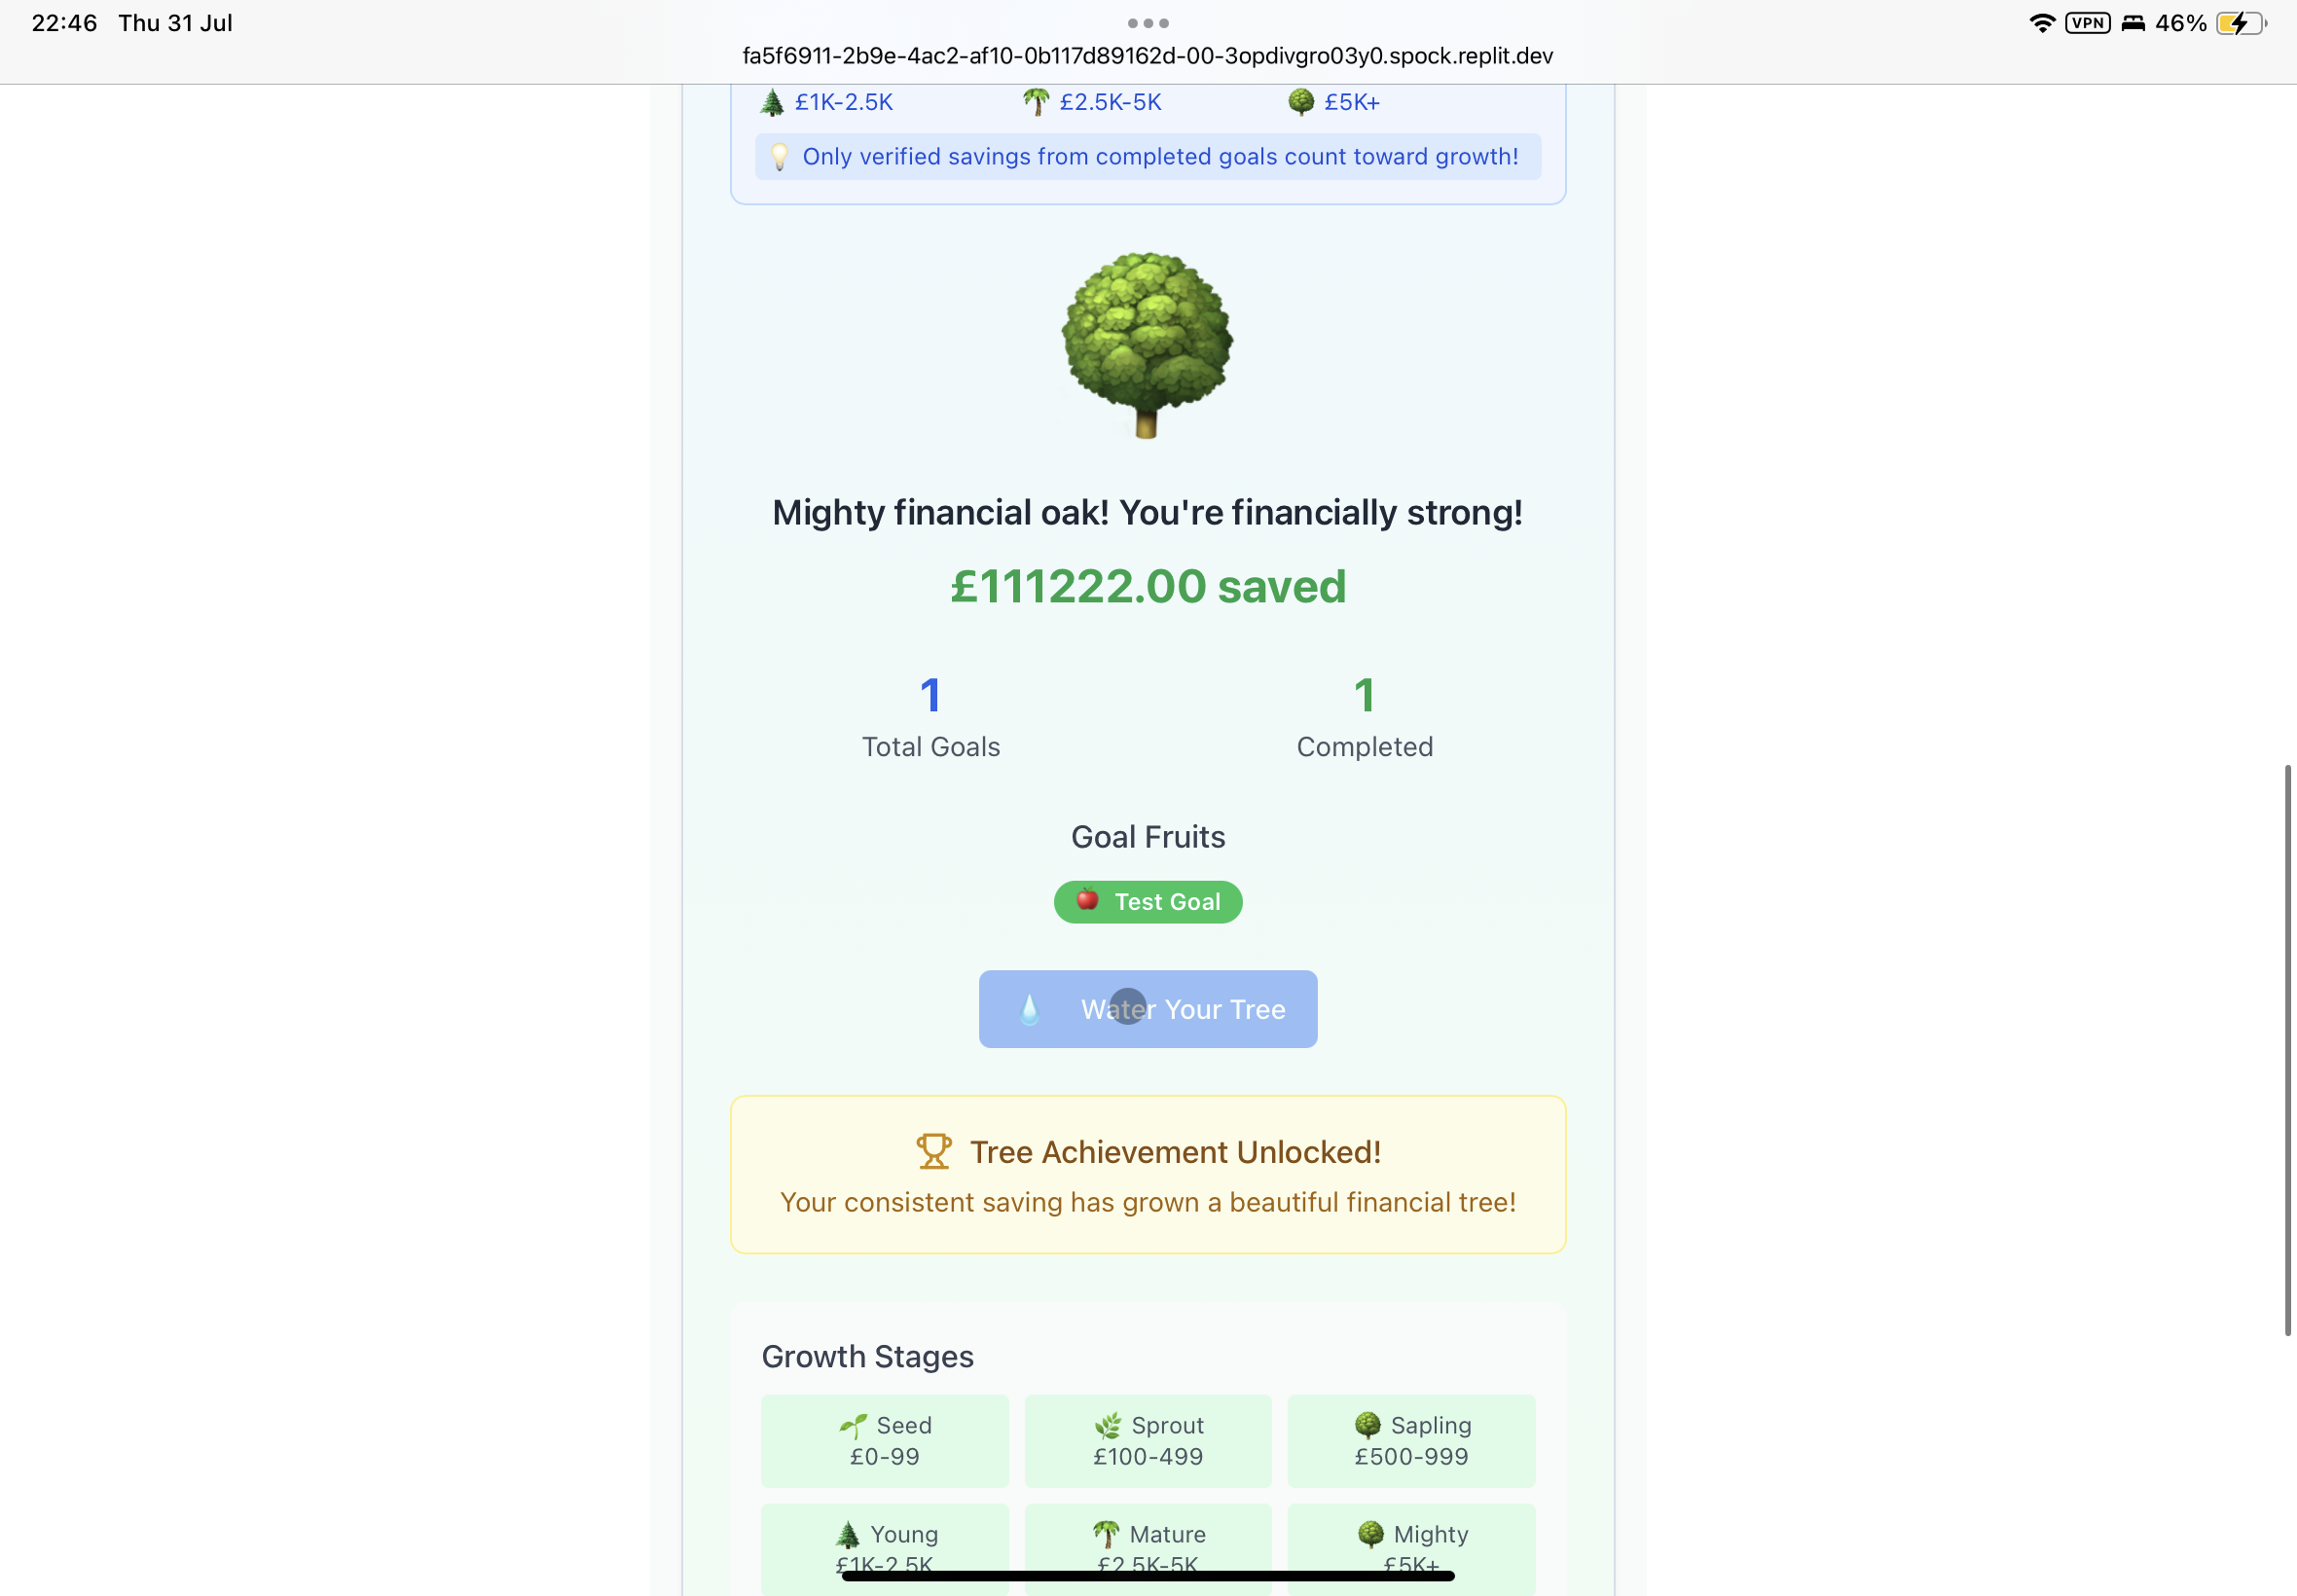 22:46 Thu 31 Jul
VPN 46%
fa5f6911-2b9e-4ac2-af10-0b117d89162d-00-3opdivgro03y0.spock.replit.dev
£1K-2.5K £2.5K-5K £5K+
Only verified savings from completed goals count toward growth!
Mighty financial oak! You're financially strong!
£111222.00 saved
1 1
Total Goals Completed
Goal Fruits
Test Goal
Water Your Tree
Tree Achievement Unlocked!
Your consistent saving has grown a beautiful financial tree!
Growth Stages
Seed Sprout Sapling
£0-99 £100-499 £500-999
Young Mature Mighty
£1K-2.5K £2.5K-5K £5K+